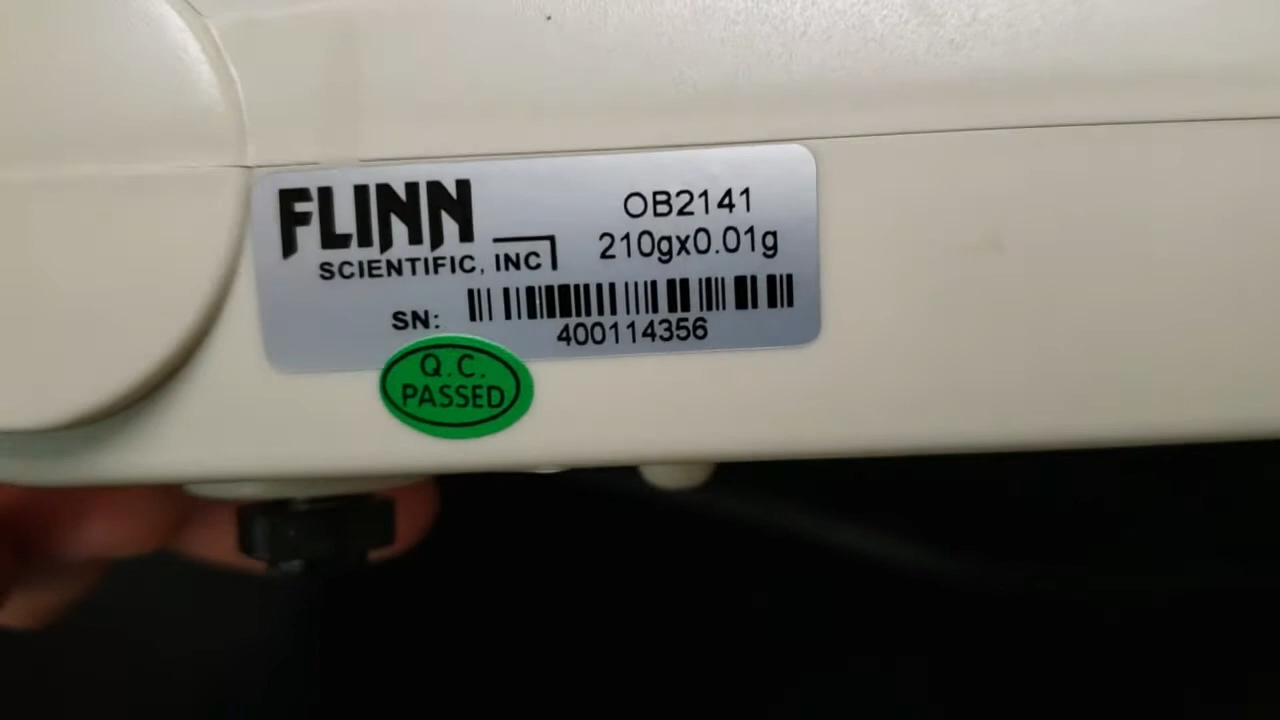 FLINN
SCIENTIFIC, INC
OB2141
210gx0.01g
SN:
400114356
Q.C.
PASSED